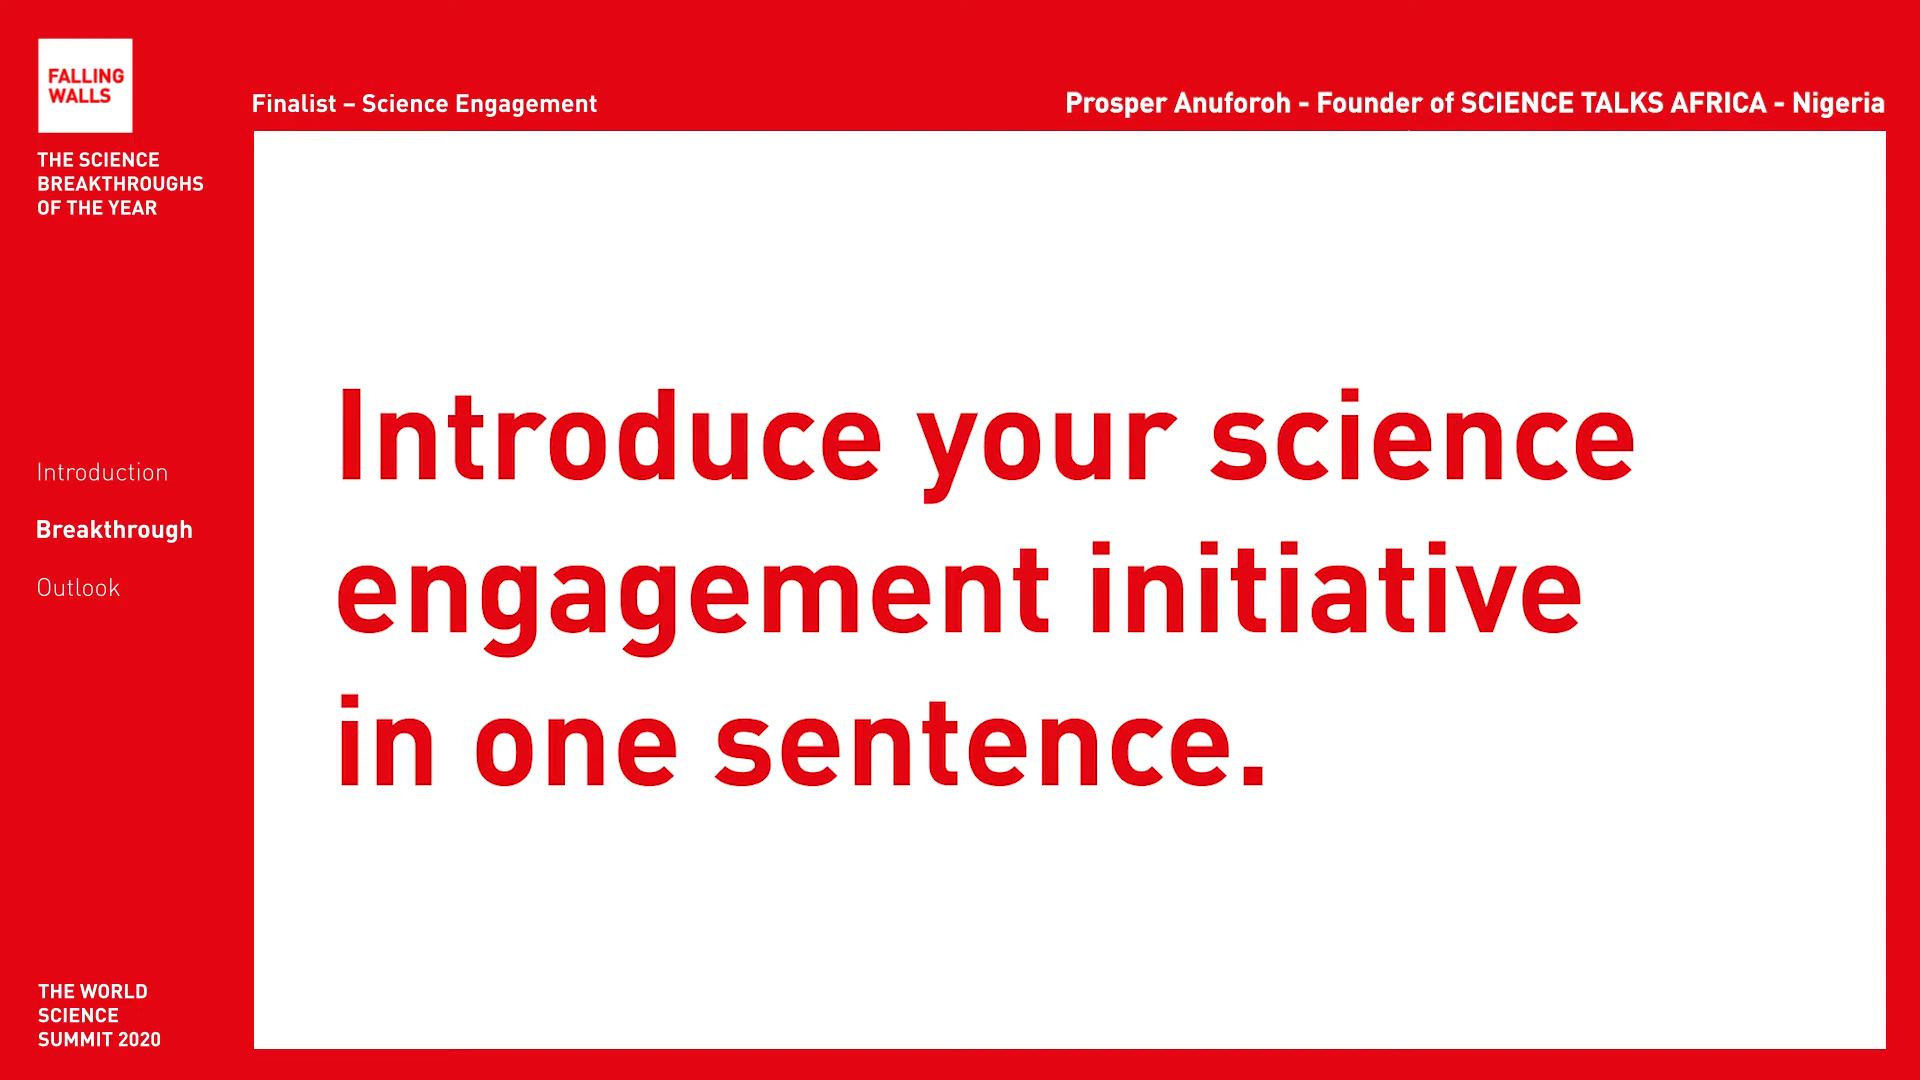 FALLING
WALLS
THE SCIENCE
BREAKTHROUGHS
OF THE YEAR
Finalist – Science Engagement
Prosper Anuforoh - Founder of SCIENCE TALKS AFRICA - Nigeria
Introduction
Breakthrough
Outlook
Introduce your science
engagement initiative
in one sentence.
THE WORLD
SCIENCE
SUMMIT 2020